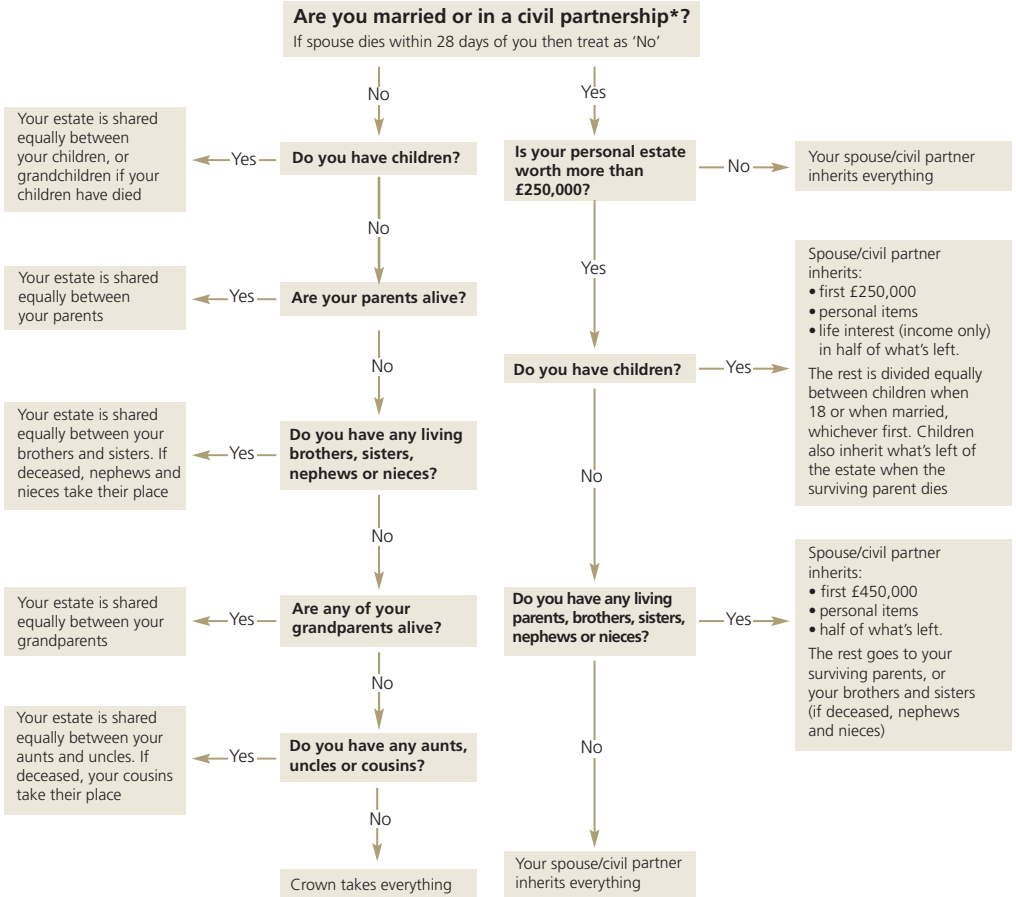 Are you married or in a civil partnership*?
If spouse dies within 28 days of you then treat as ‘No’
No
Yes
Your estate is shared
equally between
your children, or
grandchildren if your
children have died
Yes
Do you have children?
Is your personal estate
worth more than
£250,000?
No
Your spouse/civil partner
inherits everything
No
Yes
Your estate is shared
equally between
your parents
Yes
Are your parents alive?
Spouse/civil partner
inherits:
• first £250,000
• personal items
• life interest (income only)
in half of what’s left.
The rest is divided equally
between children when
18 or when married,
whichever first. Children
also inherit what’s left of
the estate when the
surviving parent dies
No
Do you have children?
Yes
Your estate is shared
equally between your
brothers and sisters. If
deceased, nephews and
nieces take their place
Yes
Do you have any living
brothers, sisters,
nephews or nieces?
No
No
Your estate is shared
equally between your
grandparents
Yes
Are any of your
grandparents alive?
Do you have any living
parents, brothers, sisters,
nephews or nieces?
Yes
Spouse/civil partner
inherits:
• first £450,000
• personal items
• half of what’s left.
The rest goes to your
surviving parents, or
your brothers and sisters
(if deceased, nephews
and nieces)
No
Your estate is shared
equally between your
aunts and uncles. If
deceased, your cousins
take their place
Yes
Do you have any aunts,
uncles or cousins?
No
No
Crown takes everything
Your spouse/civil partner
inherits everything